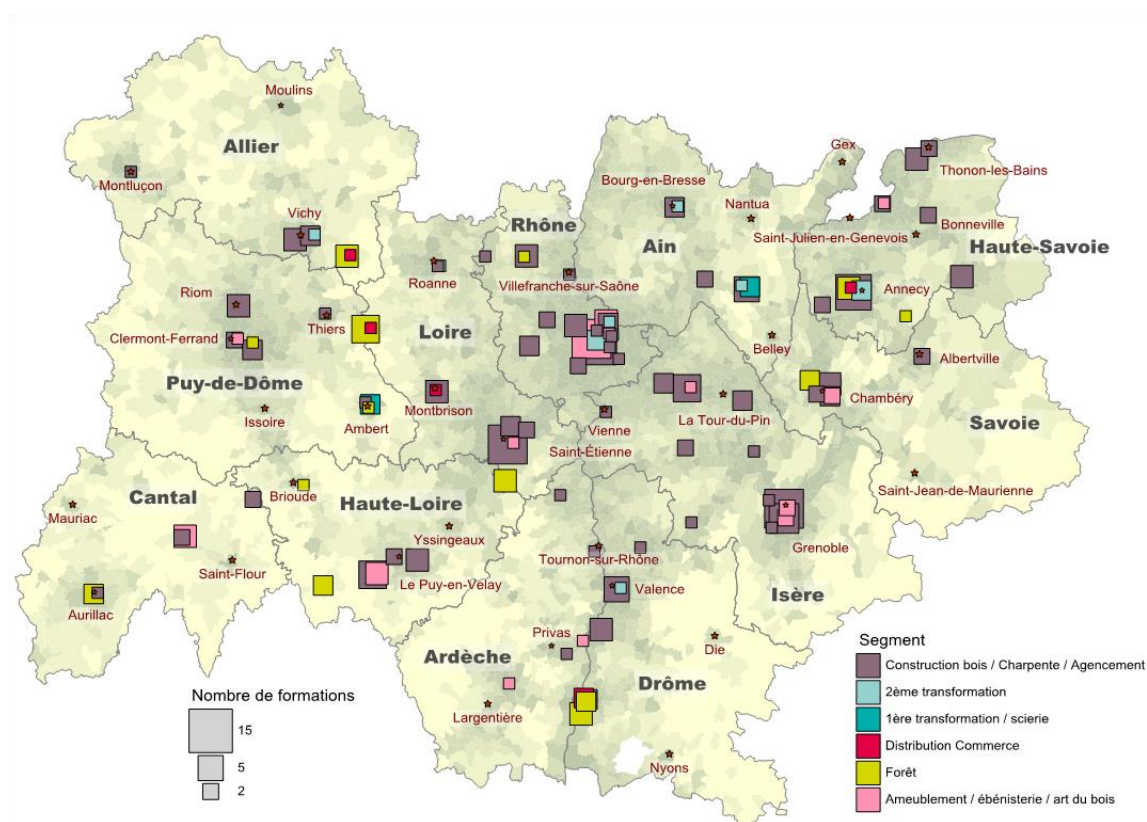 Moulins
Allier
Gex
Montluçon
Thonon-les-Bains
Bourg-en-Bresse
Nantua
Vichy
Rhône
Bonneville
Saint-Julien-en-Genevois
Ain
Haute-Savoie
Roanne
Villefranche-sur-Saône
Annecy
Riom
Thiers
Loire
Clermont-Ferrand
Belley
Albertville
Puy-de-Dôme
Montbrison
La Tour-du-Pin
Chambéry
Issoire
Ambert
Vienne
Savoie
Saint-Étienne
Saint-Jean-de-Maurienne
Brioude
Cantal
Haute-Loire
Mauriac
Yssingeaux
Grenoble
Tournon-sur-Rhône
Saint-Flour
Le Puy-en-Velay
Valence
Isère
Aurillac
Privas
Die
Ardèche
Drôme
Largentière
Nyons
Nombre de formations
15
5
2
Segment
Construction bois / Charpente / Agencement
2ème transformation
1ère transformation / scierie
Distribution Commerce
Forêt
Ameublement / ébénisterie / art du bois